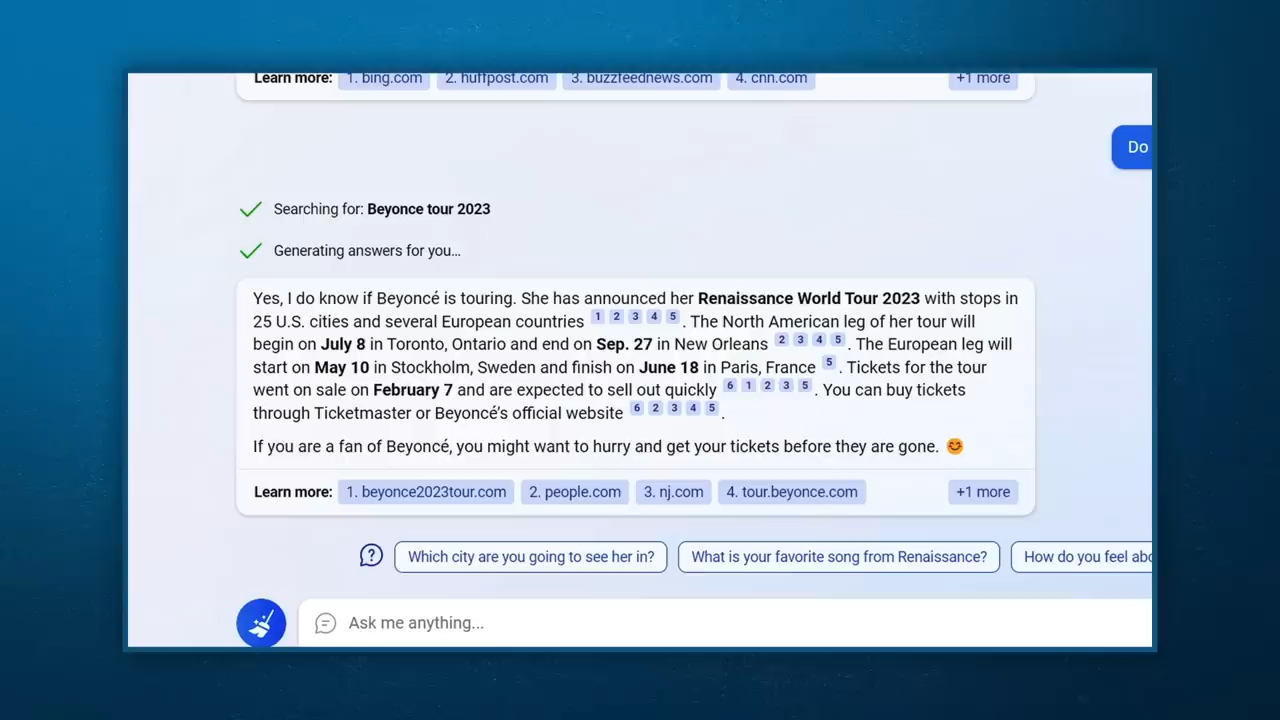 Learn more: 1. bing.com 2. huffpost.com 3. buzzfeednews.com 4. cnn.com +1 more
Do
Searching for: Beyonce tour 2023
Generating answers for you…
Yes, I do know if Beyoncé is touring. She has announced her Renaissance World Tour 2023 with stops in
25 U.S. cities and several European countries 1 2 3 4 5 . The North American leg of her tour will
begin on July 8 in Toronto, Ontario and end on Sep. 27 in New Orleans 2 3 4 5 . The European leg will
start on May 10 in Stockholm, Sweden and finish on June 18 in Paris, France 5 . Tickets for the tour
went on sale on February 7 and are expected to sell out quickly 6 1 2 3 5 . You can buy tickets
through Ticketmaster or Beyoncé’s official website 6 2 3 4 5 .
If you are a fan of Beyoncé, you might want to hurry and get your tickets before they are gone. 😊
Learn more: 1. beyonce2023tour.com 2. people.com 3. nj.com 4. tour.beyonce.com +1 more
Which city are you going to see her in? What is your favorite song from Renaissance? How do you feel abo
Ask me anything...